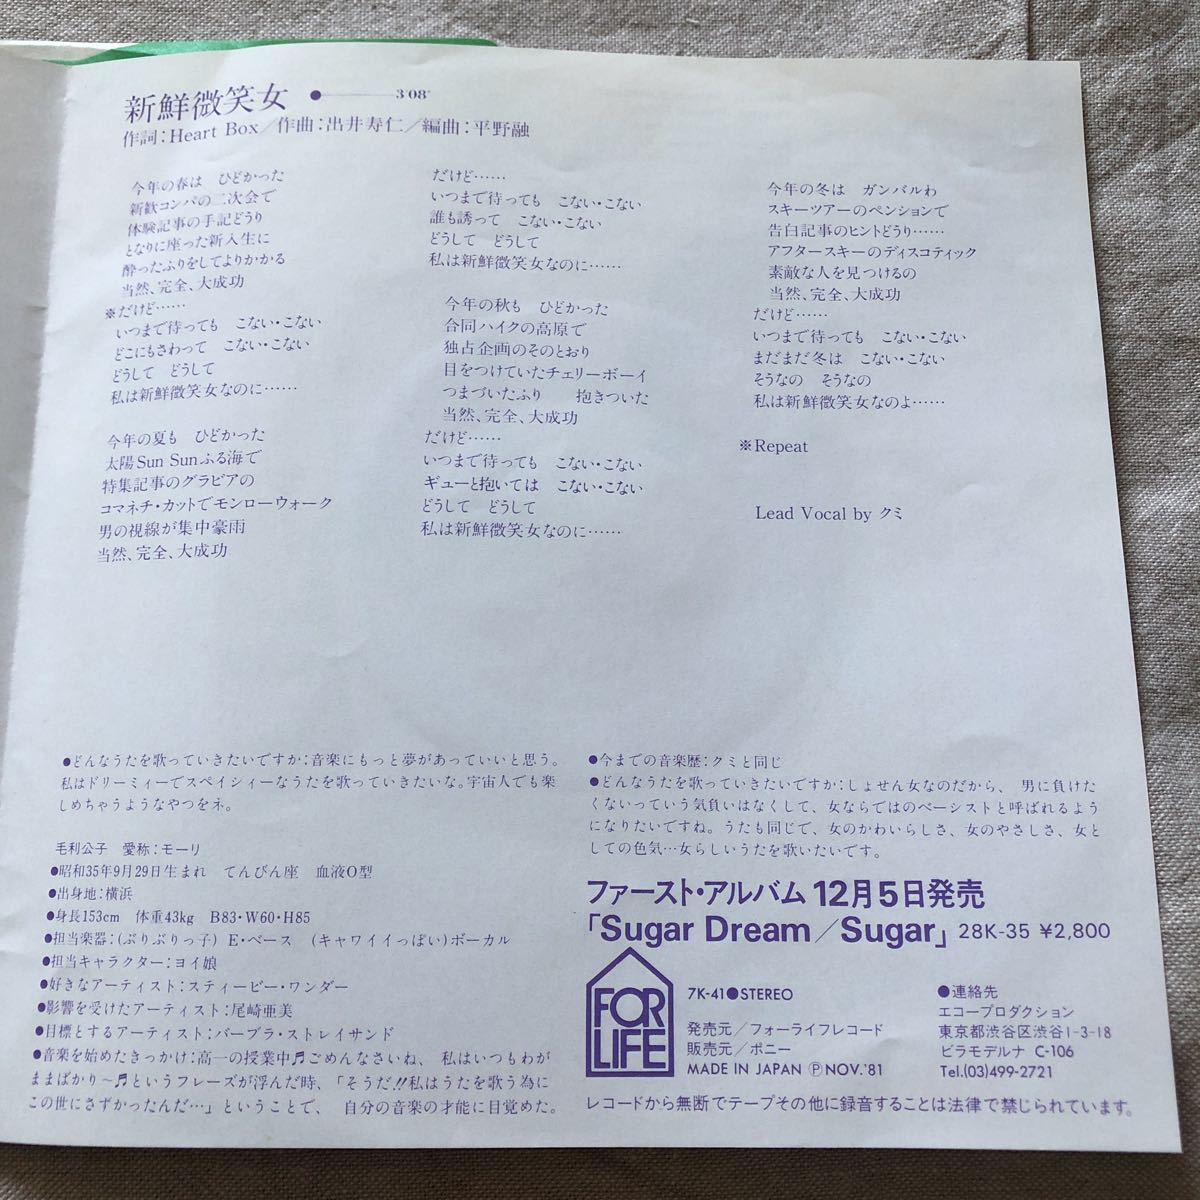 新鮮微笑女 ●――― 3'08"
作詞：Heart Box／作曲：出井寿仁／編曲：平野融
今年の春は ひどかった
新歓コンパの二次会で
体験記事の手記どうり
となりに座った新入生に
酔ったふりをしてよりかかる
当然、完全、大成功
※だけど……
いつまで待っても こない・こない
どこにもさわって こない・こない
どうして どうして
私は新鮮微笑女なのに……
今年の夏も ひどかった
太陽Sun Sunふる海で
特集記事のグラビアの
コマネチ・カットでモンローウォーク
男の視線が集中豪雨
当然、完全、大成功
だけど……
いつまで待っても こない・こない
誰も誘って こない・こない
どうして どうして
私は新鮮微笑女なのに……
今年の秋も ひどかった
合同ハイクの高原で
独占企画のそのとおり
目をつけていたチェリーボーイ
つまづいたふり 抱きついた
当然、完全、大成功
だけど……
いつまで待っても こない・こない
ギューと抱いては こない・こない
どうして どうして
私は新鮮微笑女なのに……
今年の冬は ガンバルわ
スキーツアーのペンションで
告白記事のヒントどうり……
アフタースキーのディスコティック
素敵な人を見つけるの
当然、完全、大成功
だけど……
いつまで待っても こない・こない
まだまだ冬は こない・こない
そうなの そうなの
私は新鮮微笑女なのよ……
※Repeat
Lead Vocal by クミ
●どんなうたを歌っていきたいですか：音楽にもっと夢があっていいと思う。
私はドリーミィーでスペイシィーなうたを歌っていきたいな。宇宙人でも楽
しめちゃうようなやつをネ。
毛利公子 愛称：モーリ
●昭和35年9月29日生まれ てんびん座 血液O型
●出身地：横浜
●身長153cm 体重43kg B83・W60・H85
●担当楽器：(ぶりぶりっ子) E・ベース (キャワイイっぽい)ボーカル
●担当キャラクター：ヨイ娘
●好きなアーティスト：スティービー・ワンダー
●影響を受けたアーティスト：尾崎亜美
●目標とするアーティスト：バーブラ・ストレイサンド
●音楽を始めたきっかけ：高一の授業中♬ごめんなさいね、 私はいつもわが
ままばかり〜♬というフレーズが浮んだ時、「そうだ!!私はうたを歌う為に
この世にさずかったんだ…」ということで、 自分の音楽の才能に目覚めた。
●今までの音楽歴：クミと同じ
●どんなうたを歌っていきたいですか：しょせん女なのだから、 男に負けた
くないっていう気負いはなくして、女ならではのベーシストと呼ばれるよう
になりたいですね。うたも同じで、女のかわいらしさ、女のやさしさ、女と
しての色気…女らしいうたを歌いたいです。
ファースト・アルバム 12月5日発売
「Sugar Dream／Sugar」 28K-35 ¥2,800
FOR
LIFE
7K-41●STEREO
発売元／フォーライフレコード
販売元／ポニー
MADE IN JAPAN Ⓟ NOV.'81
●連絡先
エコープロダクション
東京都渋谷区渋谷1-3-18
ビラモデルナ C-106
Tel.(03)499-2721
レコードから無断でテープその他に録音することは法律で禁じられています。